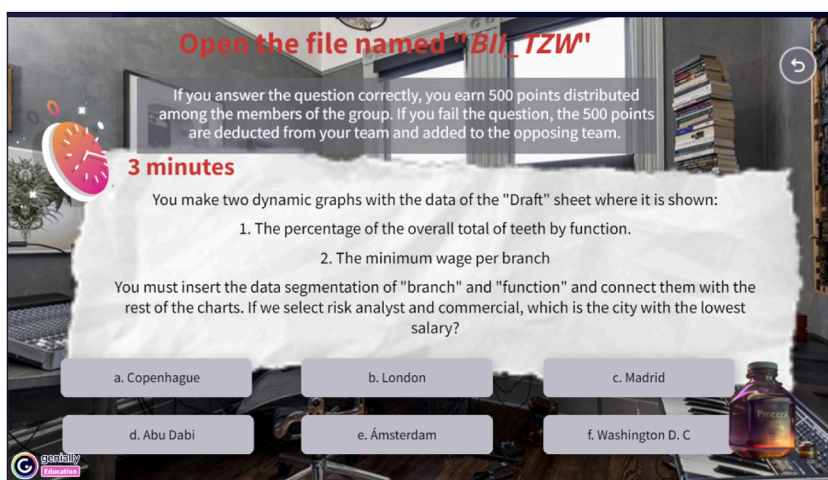 Open the file named "BII_TZW"
If you answer the question correctly, you earn 500 points distributed
among the members of the group. If you fail the question, the 500 points
are deducted from your team and added to the opposing team.
3 minutes
You make two dynamic graphs with the data of the "Draft" sheet where it is shown:
1. The percentage of the overall total of teeth by function.
2. The minimum wage per branch
You must insert the data segmentation of "branch" and "function" and connect them with the
rest of the charts. If we select risk analyst and commercial, which is the city with the lowest
salary?
a. Copenhague
b. London
c. Madrid
d. Abu Dabi
e. Ámsterdam
f. Washington D. C
genially
Education